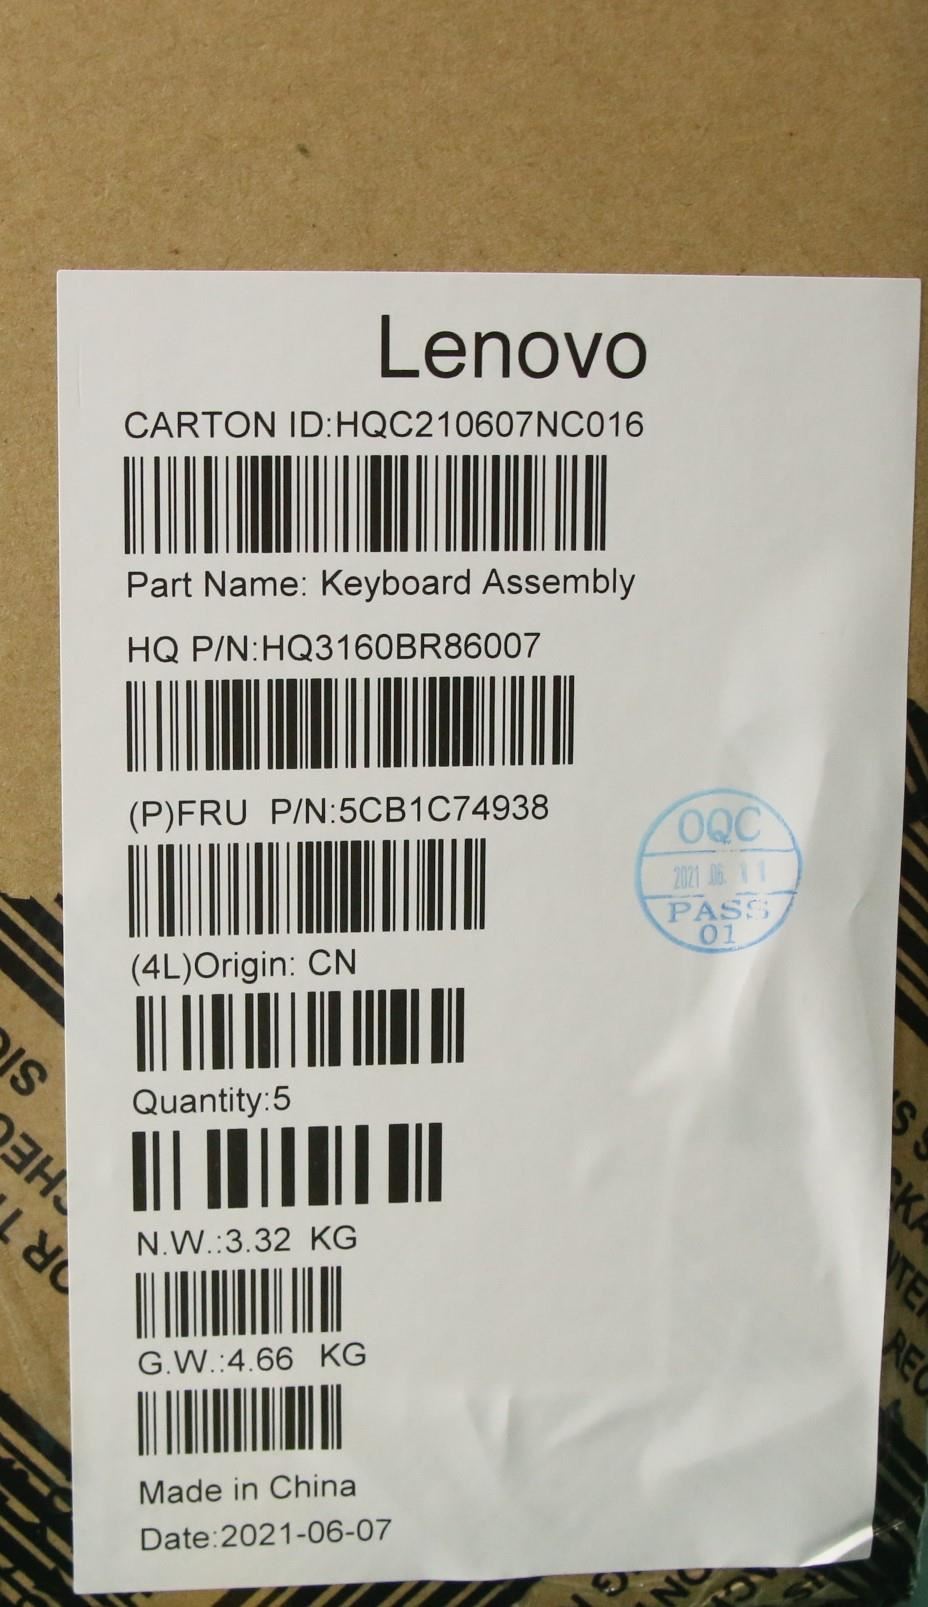 Lenovo
CARTON ID:HQC210607NC016
Part Name: Keyboard Assembly
HQ P/N:HQ3160BR86007
(P)FRU P/N:5CB1C74938
OQC
2021 06. 11
PASS
01
(4L)Origin: CN
Quantity:5
N.W.:3.32 KG
G.W.:4.66 KG
Made in China
Date:2021-06-07